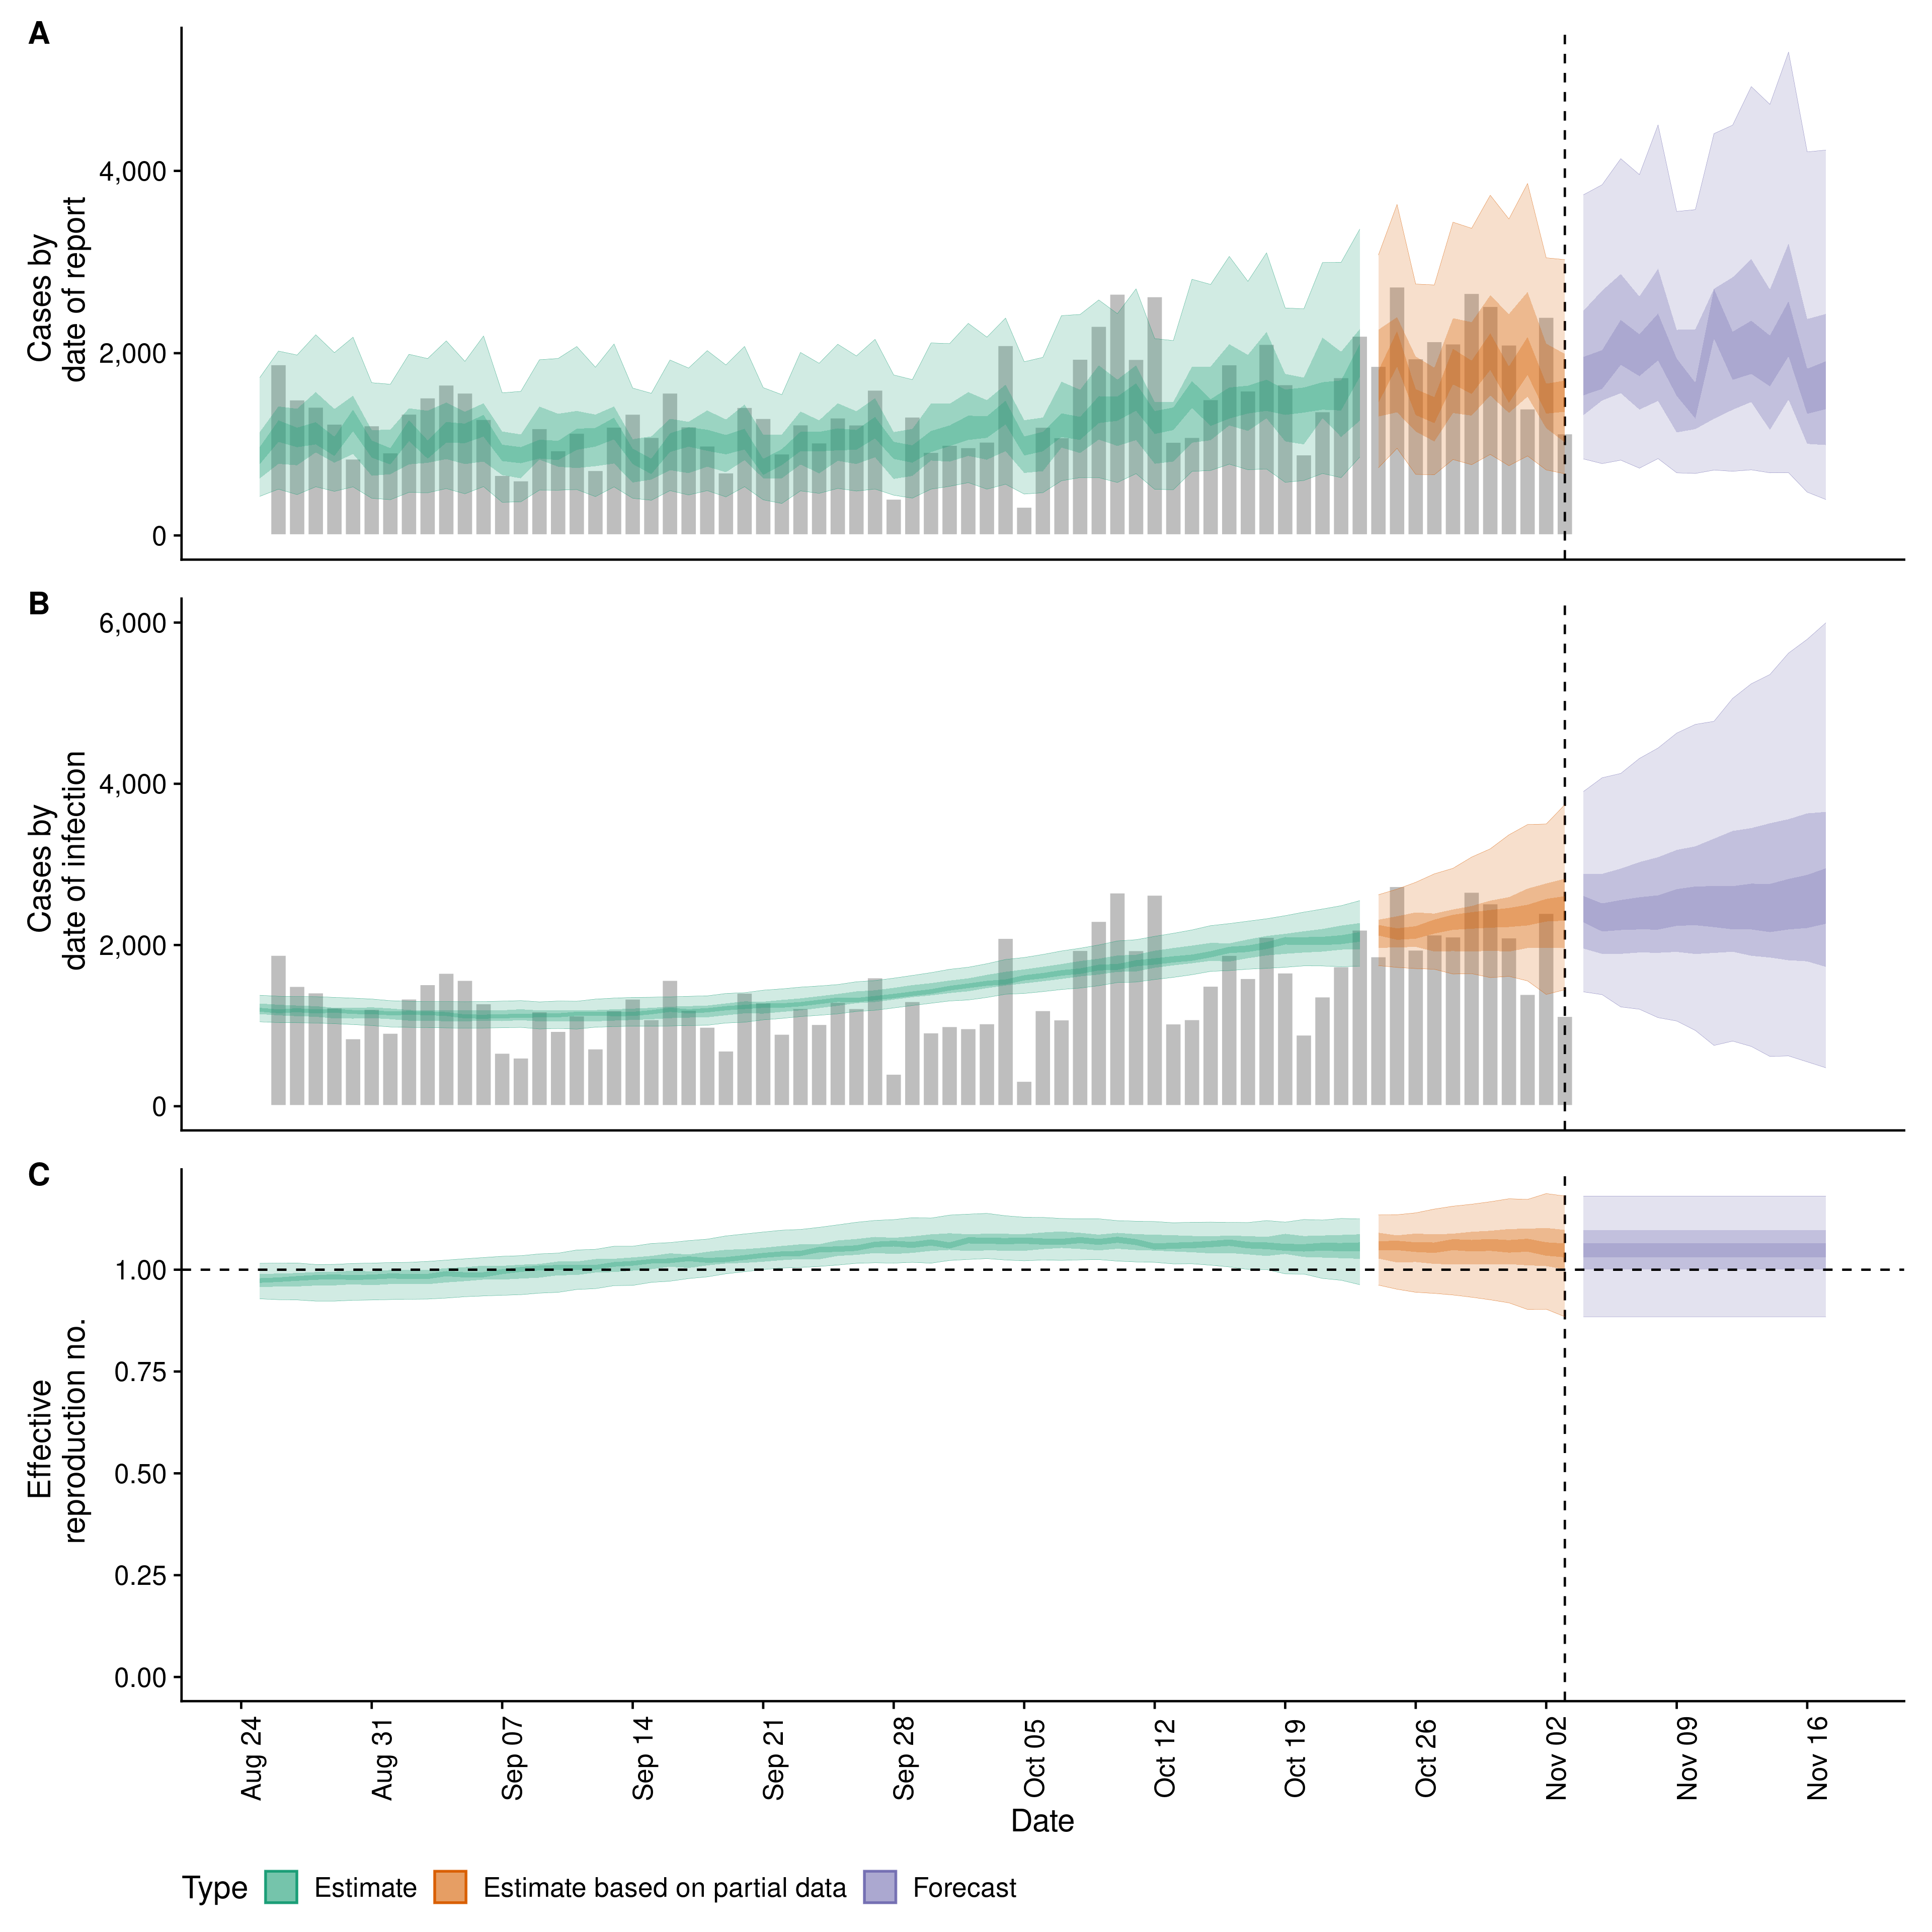 A
Cases by
date of report
4,000
2,000
0
B
Cases by
date of infection
6,000
4,000
2,000
0
C
Effective
reproduction no.
1.00
0.75
0.50
0.25
0.00
Aug 24
Aug 31
Sep 07
Sep 14
Sep 21
Sep 28
Oct 05
Oct 12
Oct 19
Oct 26
Nov 02
Nov 09
Nov 16
Date
Type Estimate Estimate based on partial data Forecast